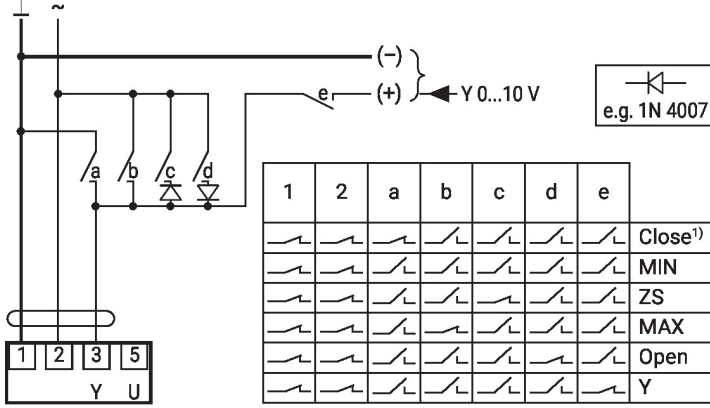 ⊥ ~
(−)
e (+) Y 0...10 V
e.g. 1N 4007
a b c d
1 2 a b c d e
Close¹⁾
MIN
ZS
MAX
Open
Y
1 2 3 5
Y U